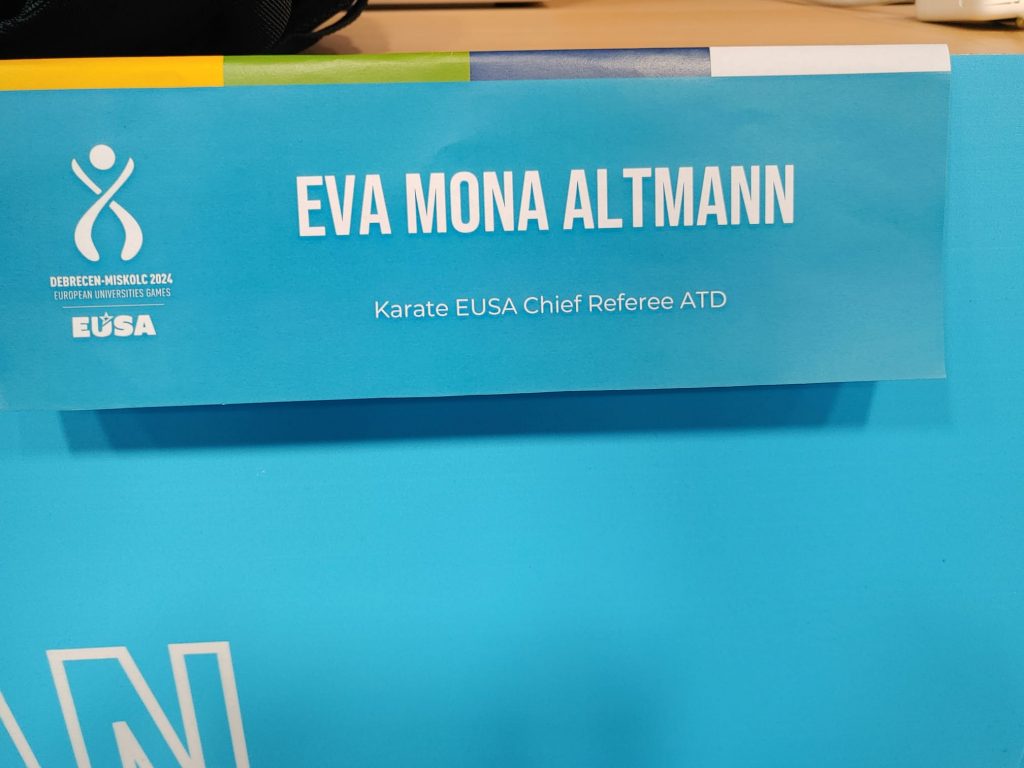 EVA MONA ALTMANN
Karate EUSA Chief Referee ATD
DEBRECEN-MISKOLC 2024
EUROPEAN UNIVERSITIES GAMES
EUSA